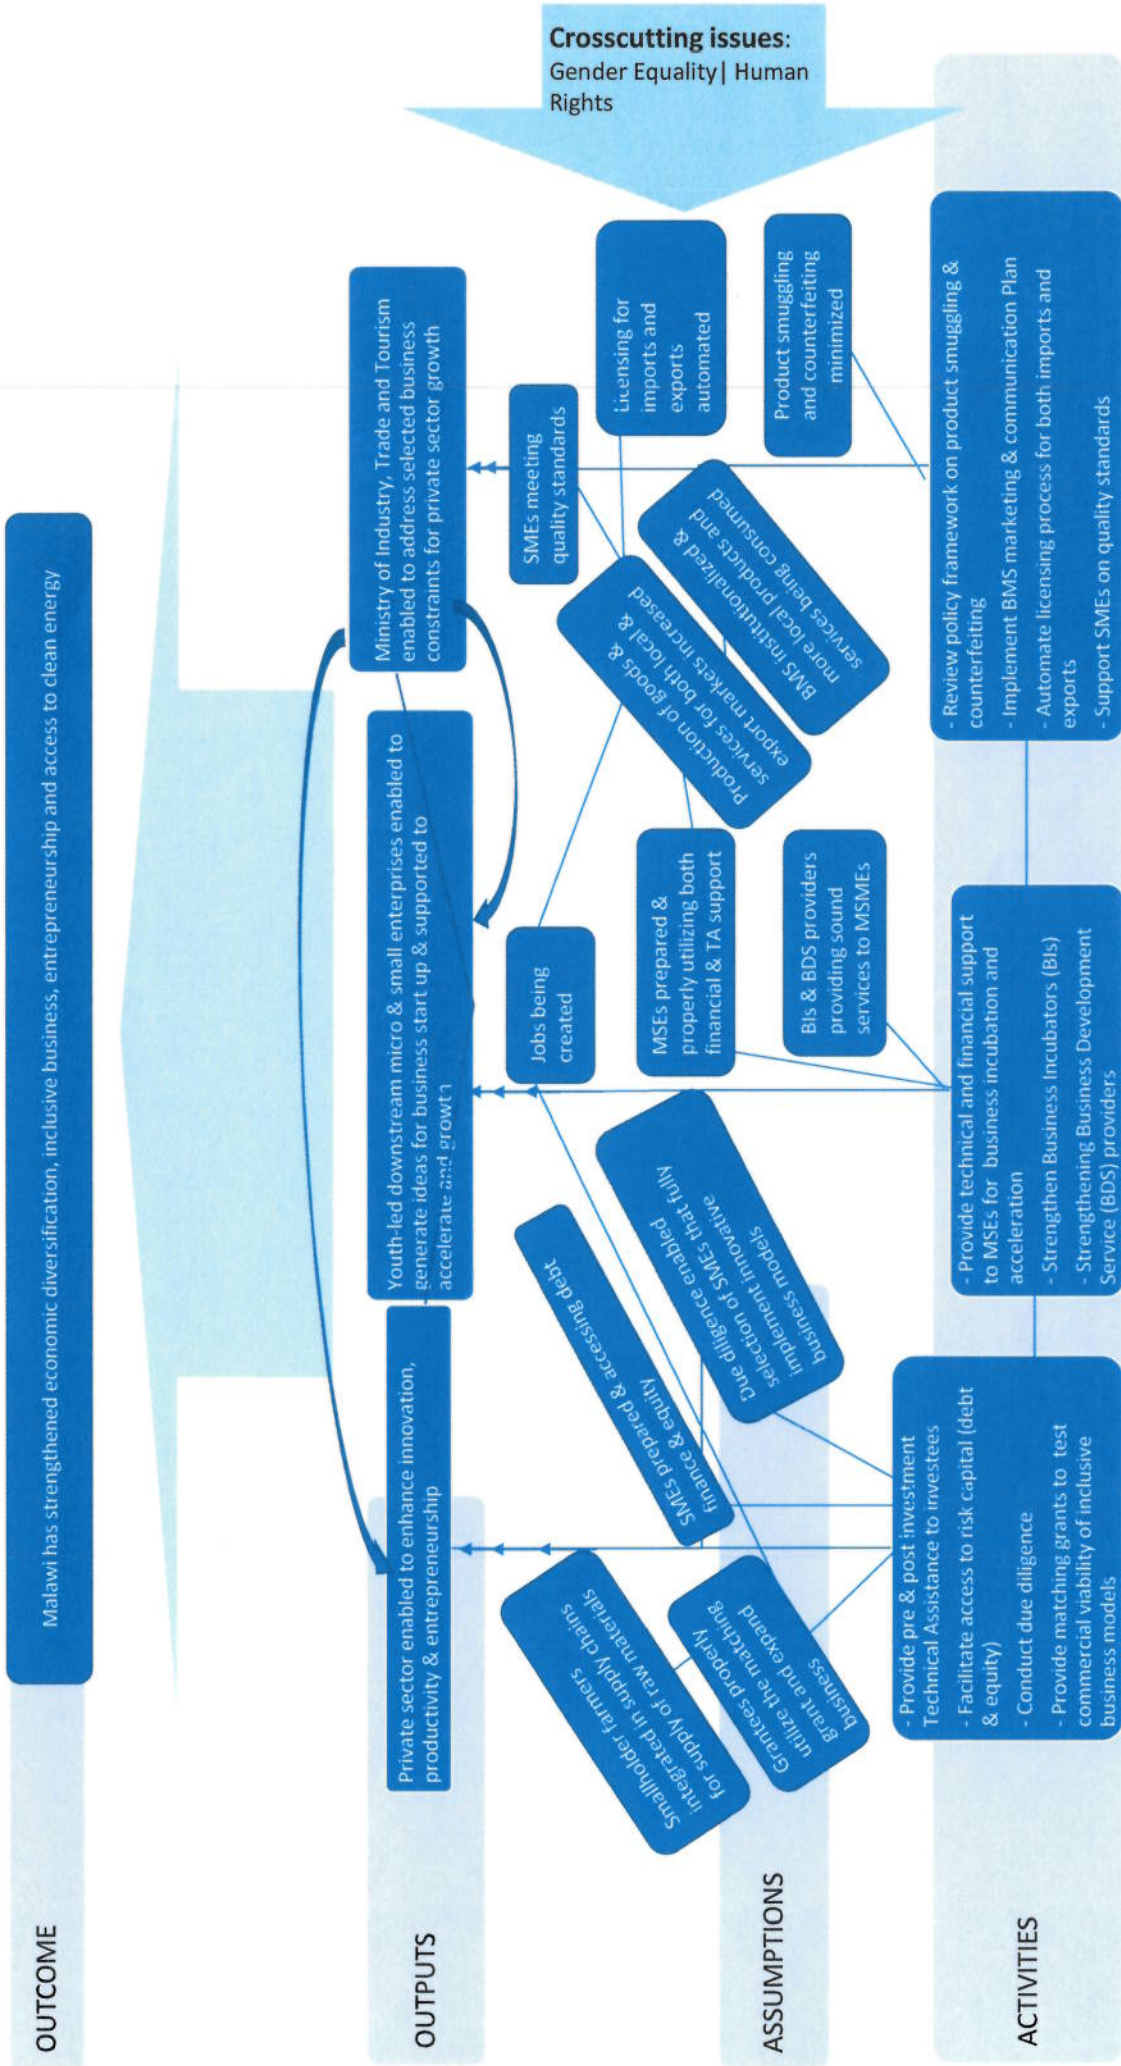 OUTCOME
Malawi has strengthened economic diversification, inclusive business, entrepreneurship and access to clean energy
OUTPUTS
Private sector enabled to enhance innovation,
productivity & entrepreneurship
Youth-led downstream micro & small enterprises enabled to
generate ideas for business start up & supported to
accelerate and growth
Ministry of Industry, Trade and Tourism
enabled to address selected business
constraints for private sector growth
Crosscutting issues:
Gender Equality| Human
Rights
ASSUMPTIONS
Smallholder farmers
integrated in supply chains
for supply of raw materials
Grantees properly
utilize the matching
grant and expand
business
SMEs prepared & accessing debt
finance & equity
Due diligence enabled
selection of SMEs that fully
implement innovative
business models
Jobs being
created
MSEs prepared &
properly utilizing both
financial & TA support
BIs & BDS providers
providing sound
services to MSMEs
Production of goods &
services for both local &
export markets increased
BMS institutionalized &
more local products and
services being consumed
SMEs meeting
quality standards
Licensing for
imports and
exports
automated
Product smuggling
and counterfeiting
minimized
ACTIVITIES
- Provide pre & post investment
Technical Assistance to investees
- Facilitate access to risk capital (debt
& equity)
- Conduct due diligence
- Provide matching grants to test
commercial viability of inclusive
business models
- Provide technical and financial support
to MSEs for business incubation and
acceleration
- Strengthen Business Incubators (BIs)
- Strengthening Business Development
Service (BDS) providers
- Review policy framework on product smuggling &
counterfeiting
- Implement BMS marketing & communication Plan
- Automate licensing process for both imports and
exports
- Support SMEs on quality standards